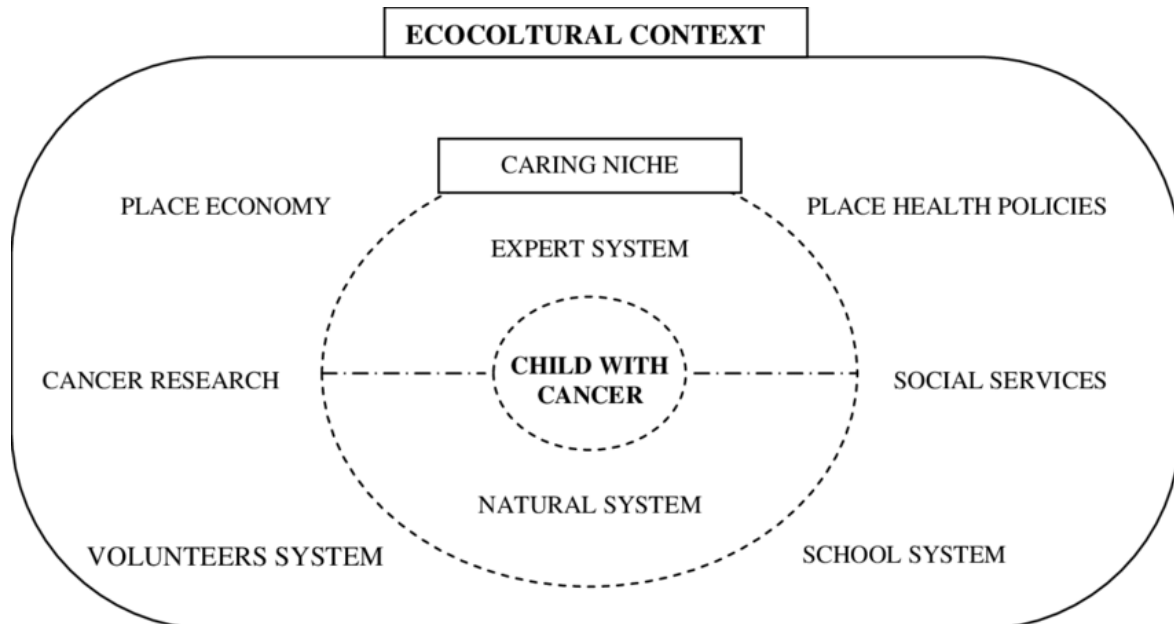 ECOCOLTURAL CONTEXT
CARING NICHE
PLACE ECONOMY
PLACE HEALTH POLICIES
EXPERT SYSTEM
CANCER RESEARCH
CHILD WITH
CANCER
SOCIAL SERVICES
NATURAL SYSTEM
VOLUNTEERS SYSTEM
SCHOOL SYSTEM